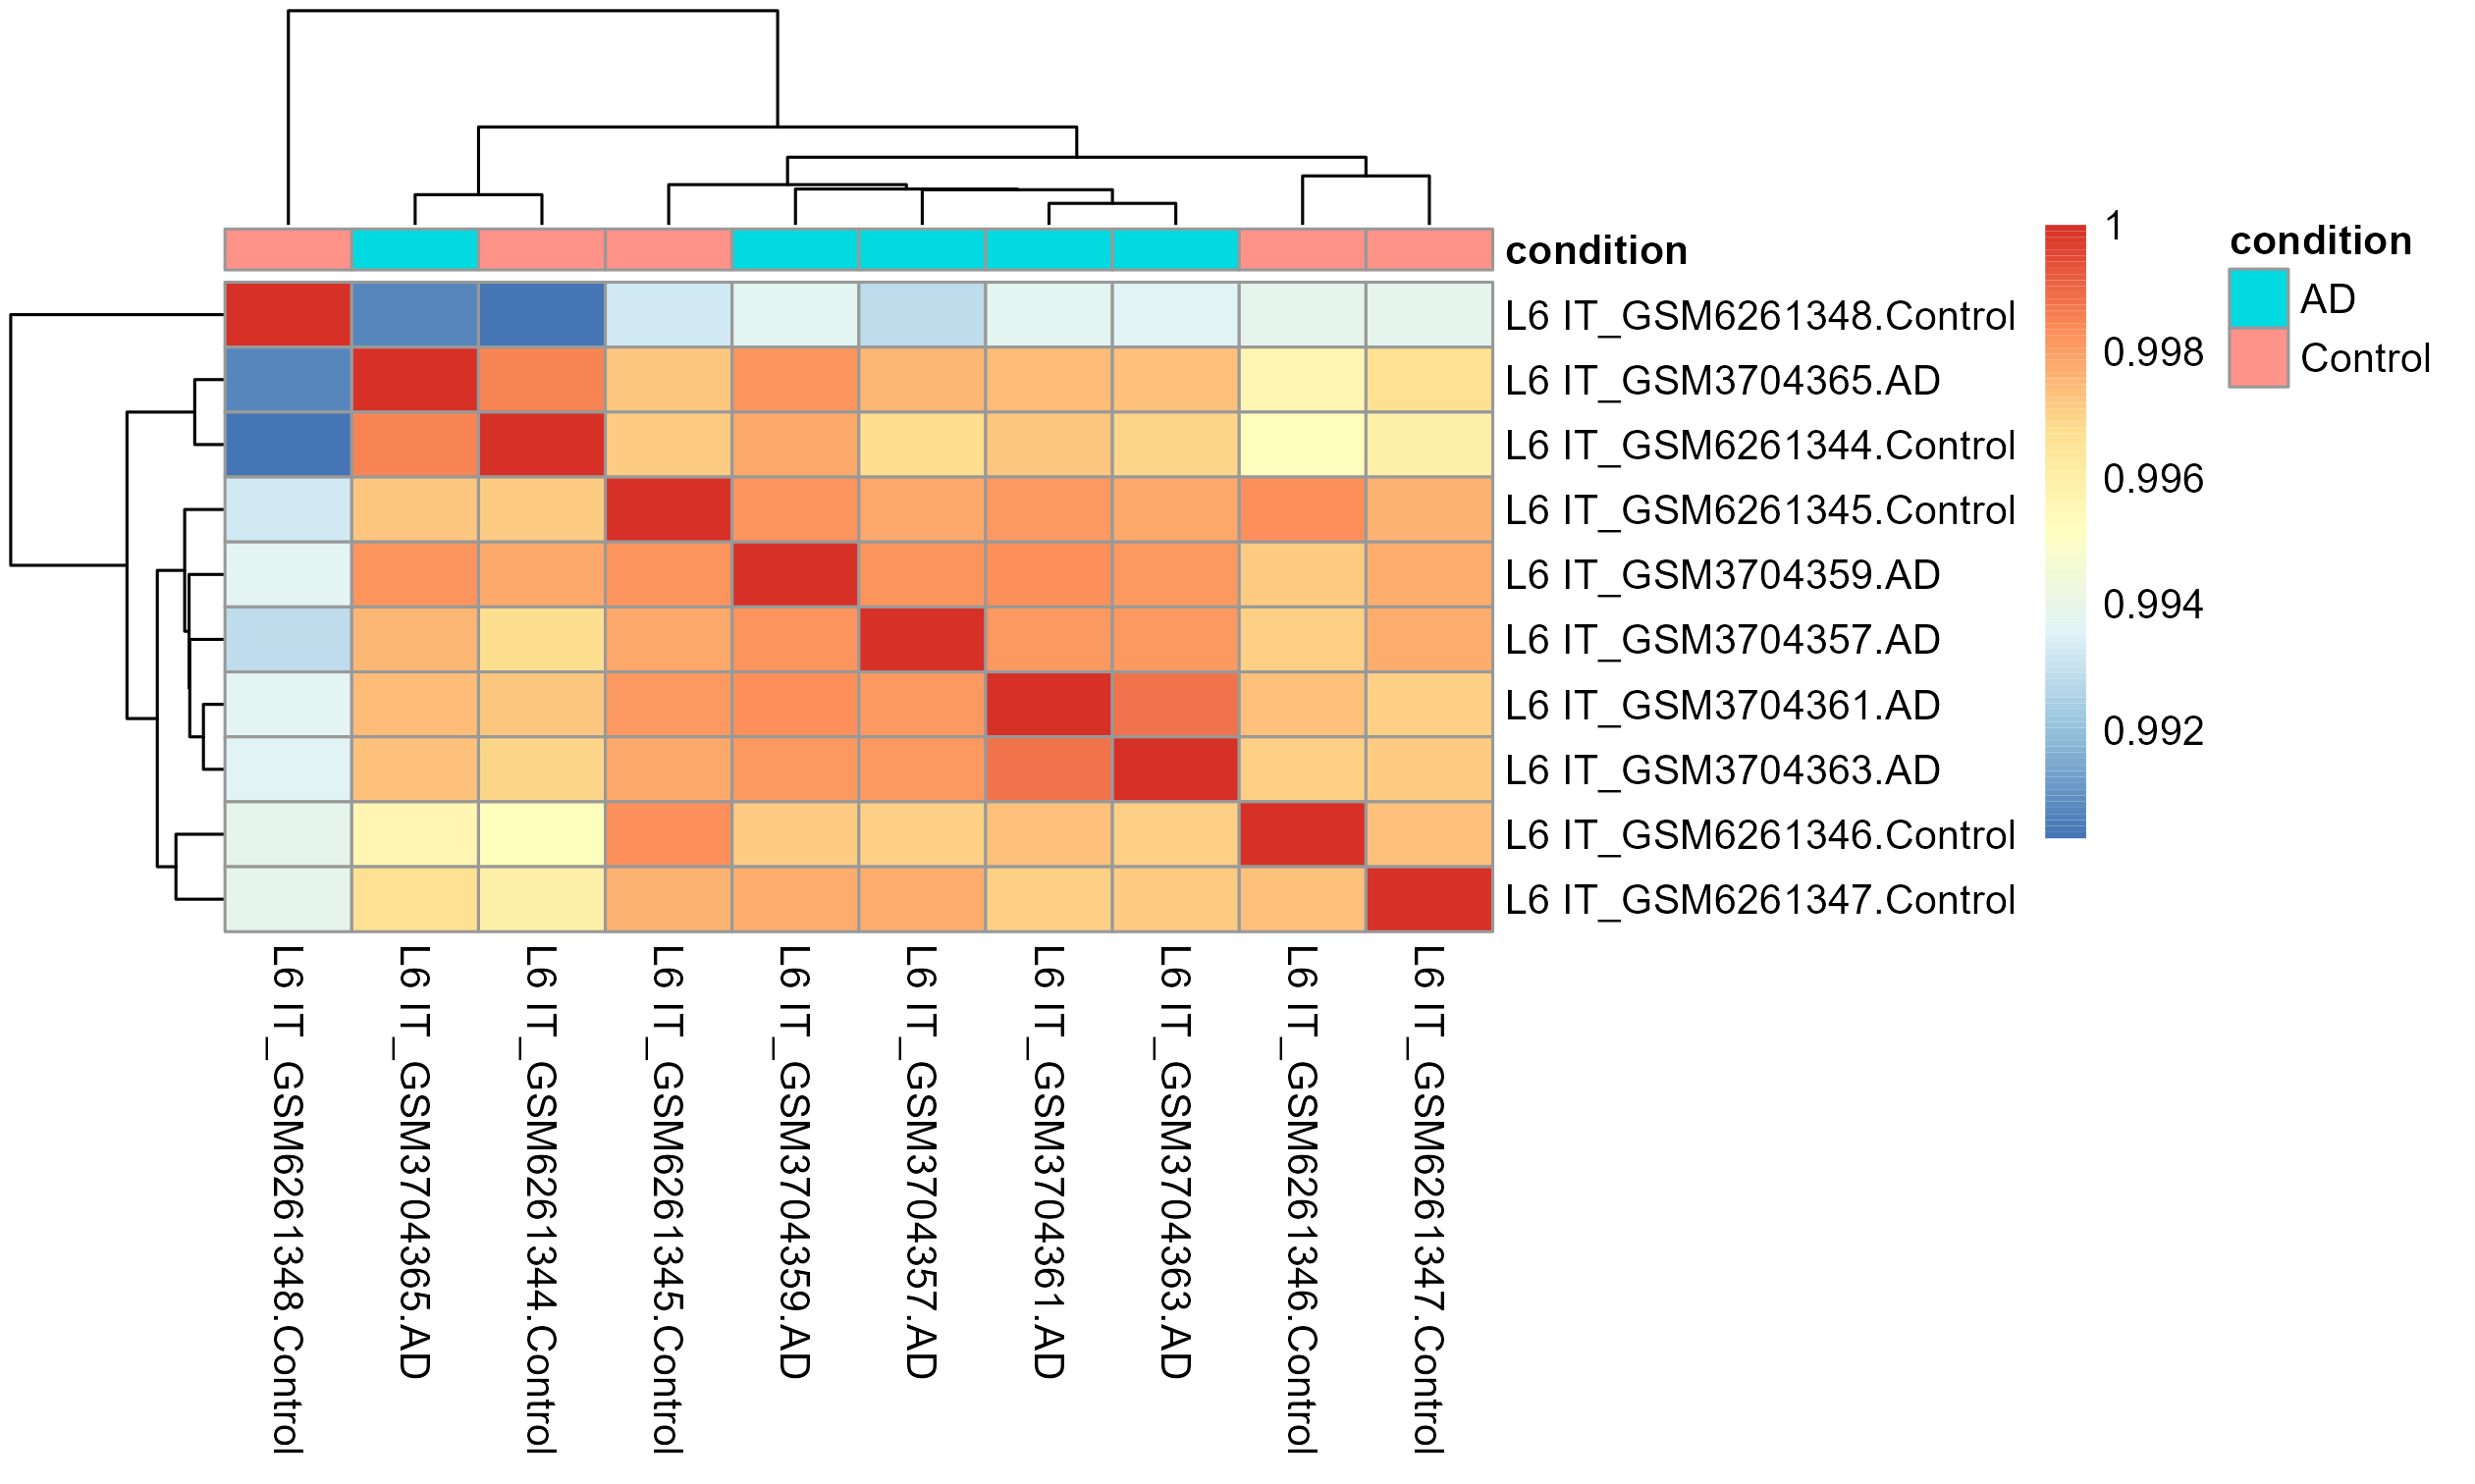 condition
L6 IT_GSM6261348.Control
L6 IT_GSM3704365.AD
L6 IT_GSM6261344.Control
L6 IT_GSM6261345.Control
L6 IT_GSM3704359.AD
L6 IT_GSM3704357.AD
L6 IT_GSM3704361.AD
L6 IT_GSM3704363.AD
L6 IT_GSM6261346.Control
L6 IT_GSM6261347.Control
L6 IT_GSM6261348.Control
L6 IT_GSM3704365.AD
L6 IT_GSM6261344.Control
L6 IT_GSM6261345.Control
L6 IT_GSM3704359.AD
L6 IT_GSM3704357.AD
L6 IT_GSM3704361.AD
L6 IT_GSM3704363.AD
L6 IT_GSM6261346.Control
L6 IT_GSM6261347.Control
1
0.998
0.996
0.994
0.992
condition
AD
Control